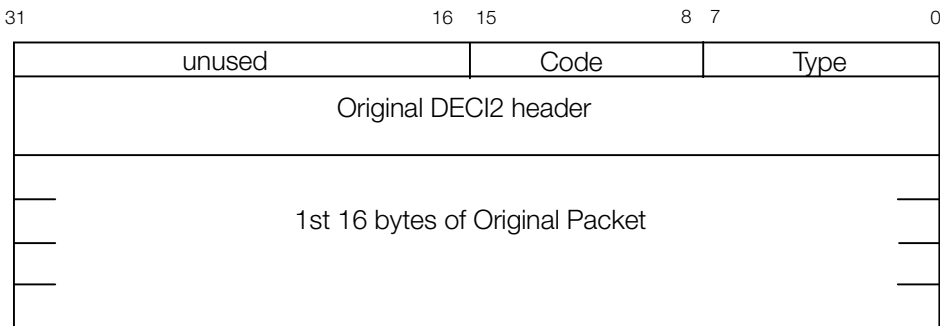 31 16 15 8 7 0
unused Code Type
Original DECI2 header
1st 16 bytes of Original Packet